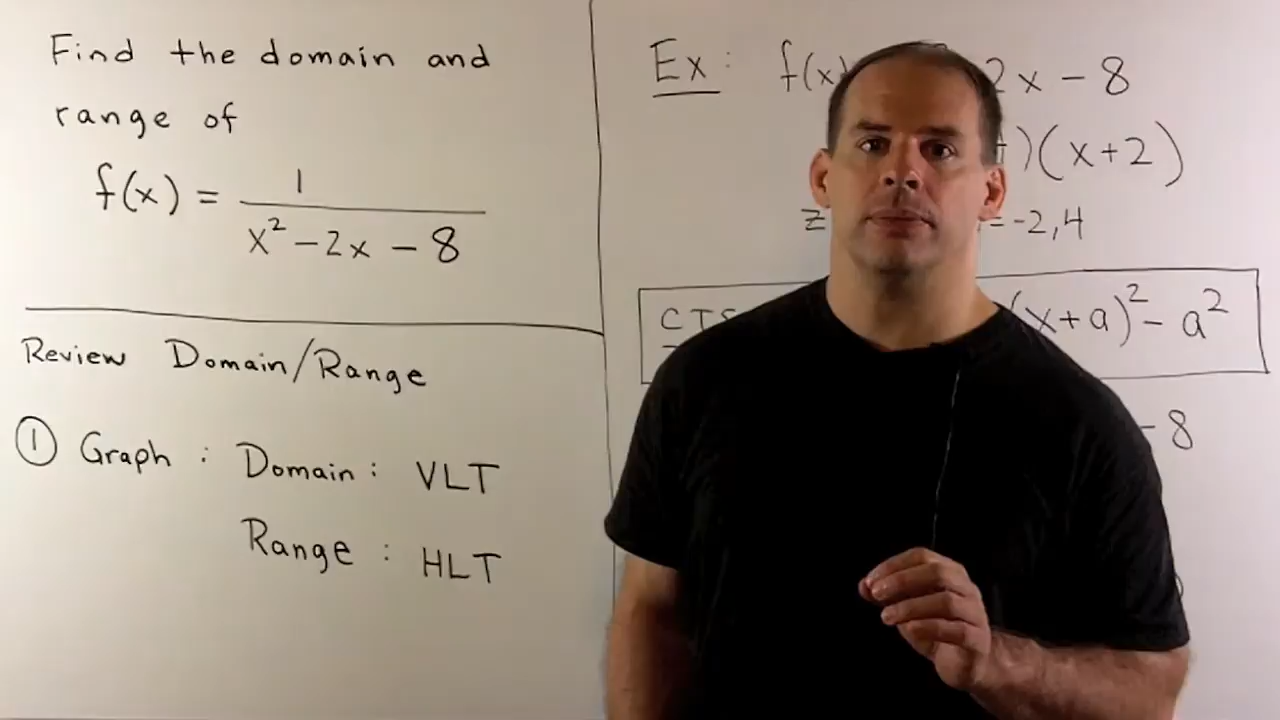 Find the domain and
range of
f(x) = 1 / (x² - 2x - 8)
Review Domain/Range
① Graph : Domain : VLT
Range : HLT
Ex : f(x) 2x - 8
)(x+2)
= -2,4
CTS (x+a)² - a²
- 8